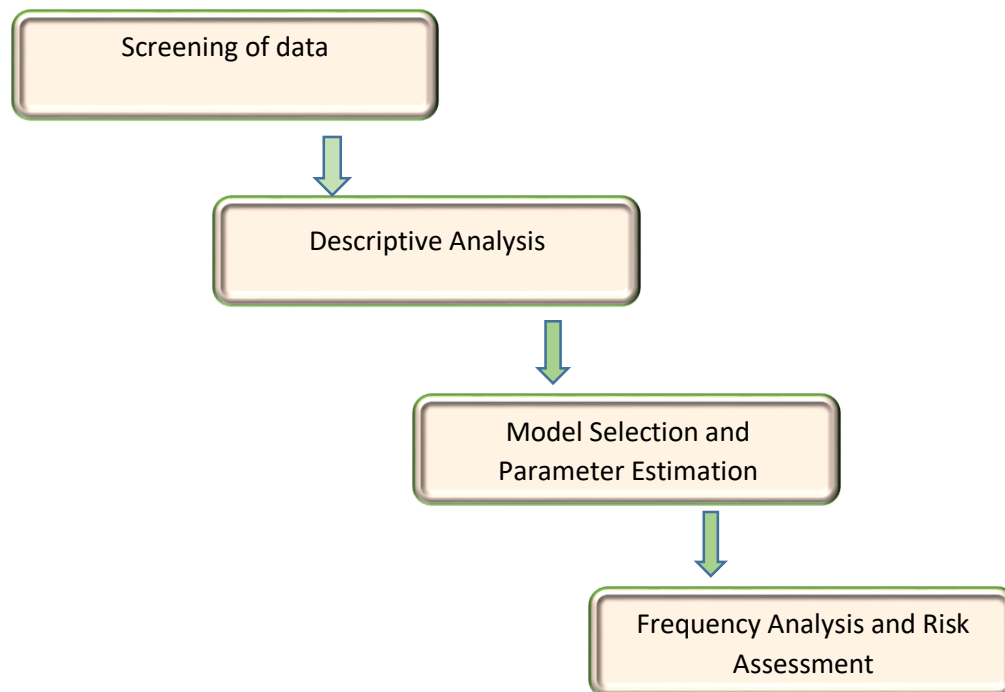 Screening of data
Descriptive Analysis
Model Selection and
Parameter Estimation
Frequency Analysis and Risk
Assessment